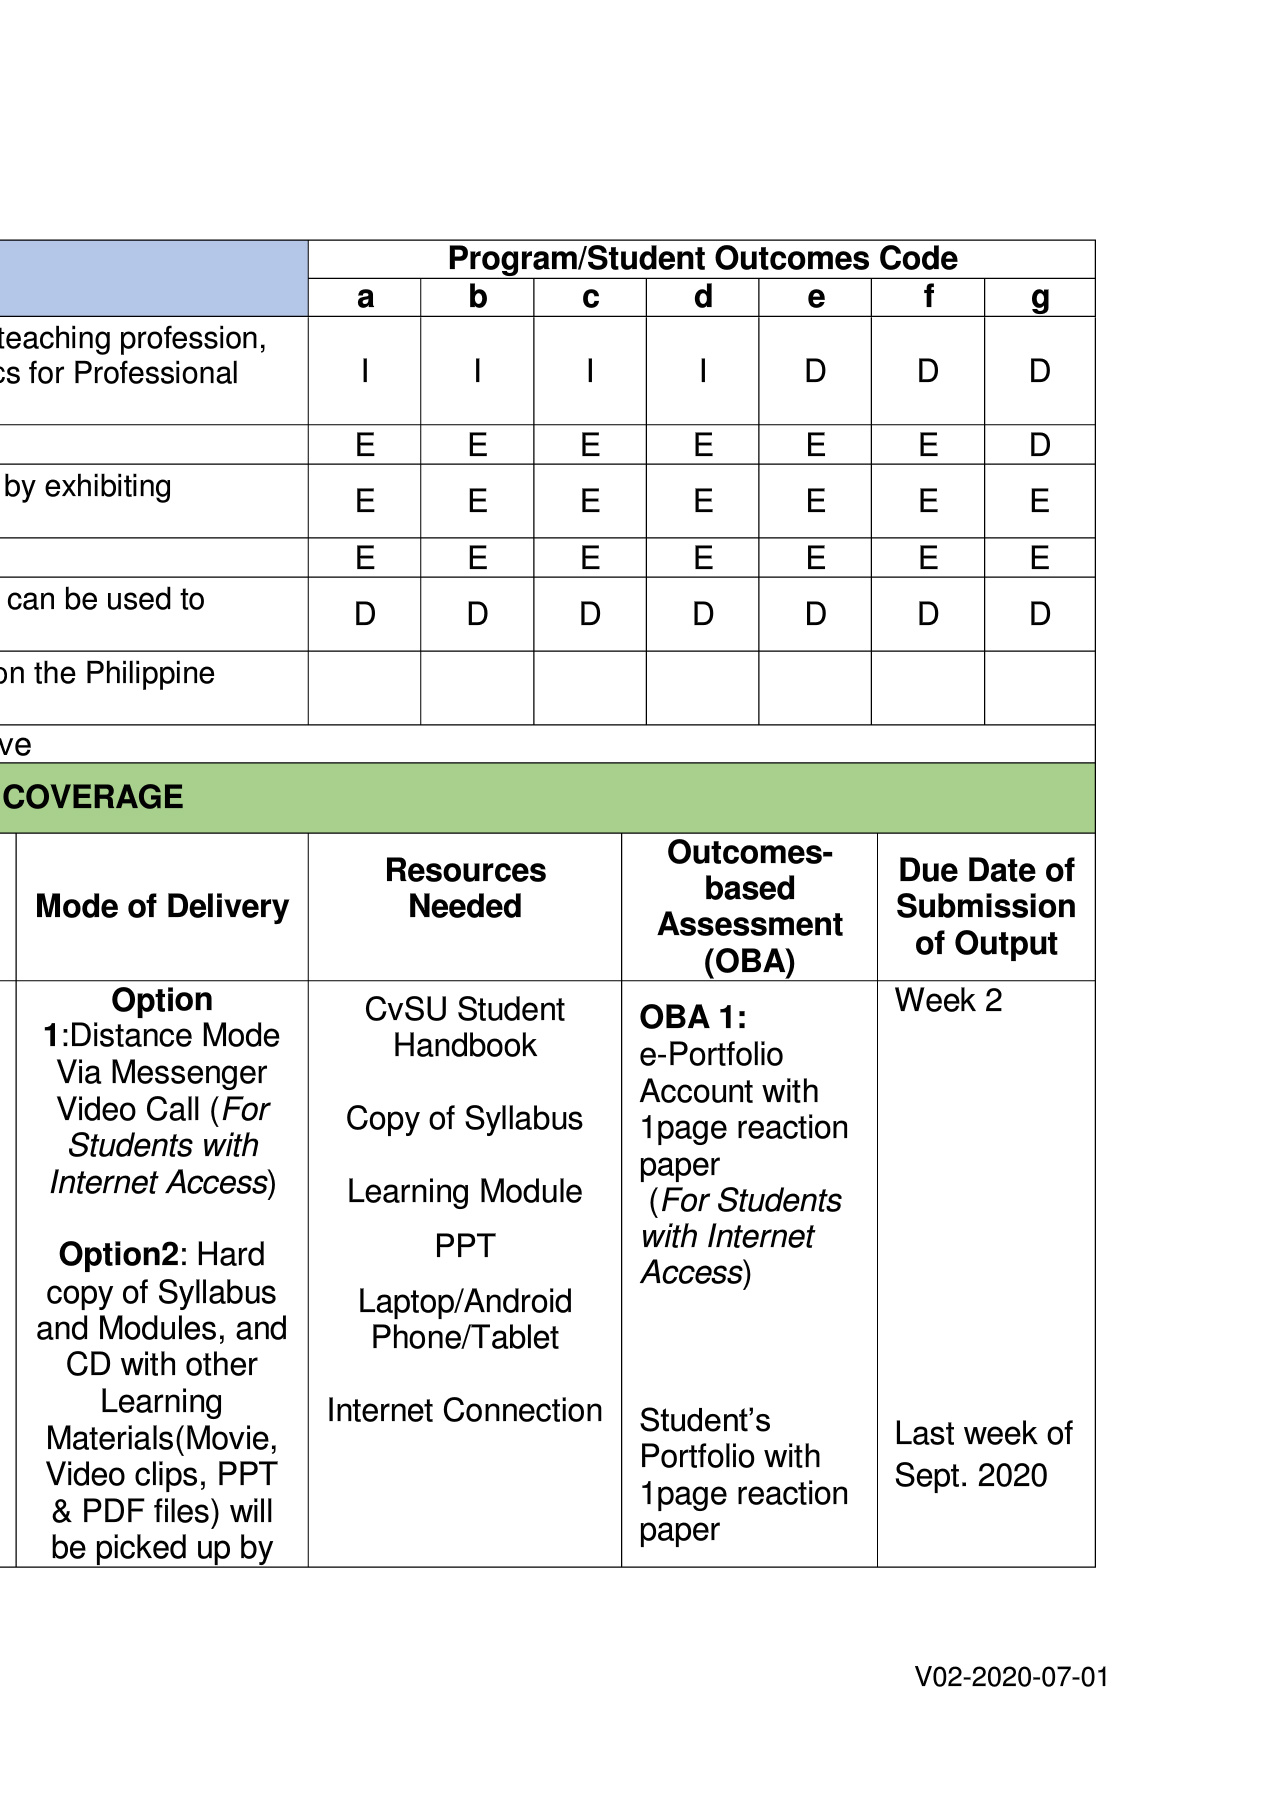 Program/Student Outcomes Code
a b c d e f g
teaching profession,
cs for Professional
I I I I D D D
E E E E E E D
by exhibiting
E E E E E E E
E E E E E E E
can be used to
D D D D D D D
on the Philippine
ve
COVERAGE
Mode of Delivery
Resources
Needed
Outcomes-
based
Assessment
(OBA)
Due Date of
Submission
of Output
Option
1:Distance Mode
Via Messenger
Video Call (For
Students with
Internet Access)
Option2: Hard
copy of Syllabus
and Modules, and
CD with other
Learning
Materials(Movie,
Video clips, PPT
& PDF files) will
be picked up by
CvSU Student
Handbook
Copy of Syllabus
Learning Module
PPT
Laptop/Android
Phone/Tablet
Internet Connection
OBA 1:
e-Portfolio
Account with
1page reaction
paper
(For Students
with Internet
Access)
Student’s
Portfolio with
1page reaction
paper
Week 2
Last week of
Sept. 2020
V02-2020-07-01